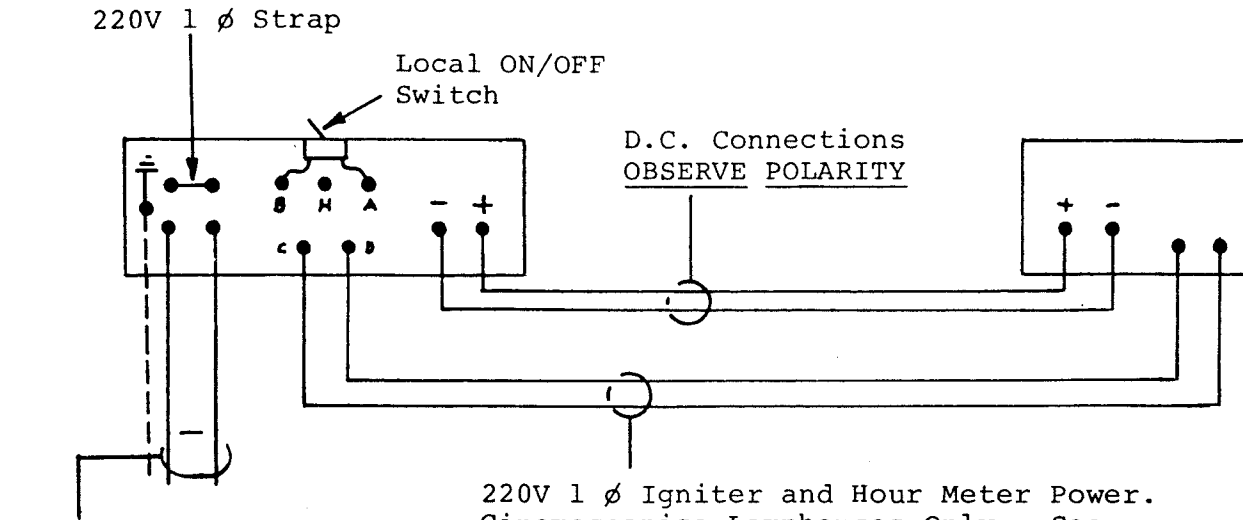 220V 1 ø Strap
Local ON/OFF
Switch
D.C. Connections
OBSERVE POLARITY
B H A
- +
C D
+ -
220V 1 ø Igniter and Hour Meter Power.